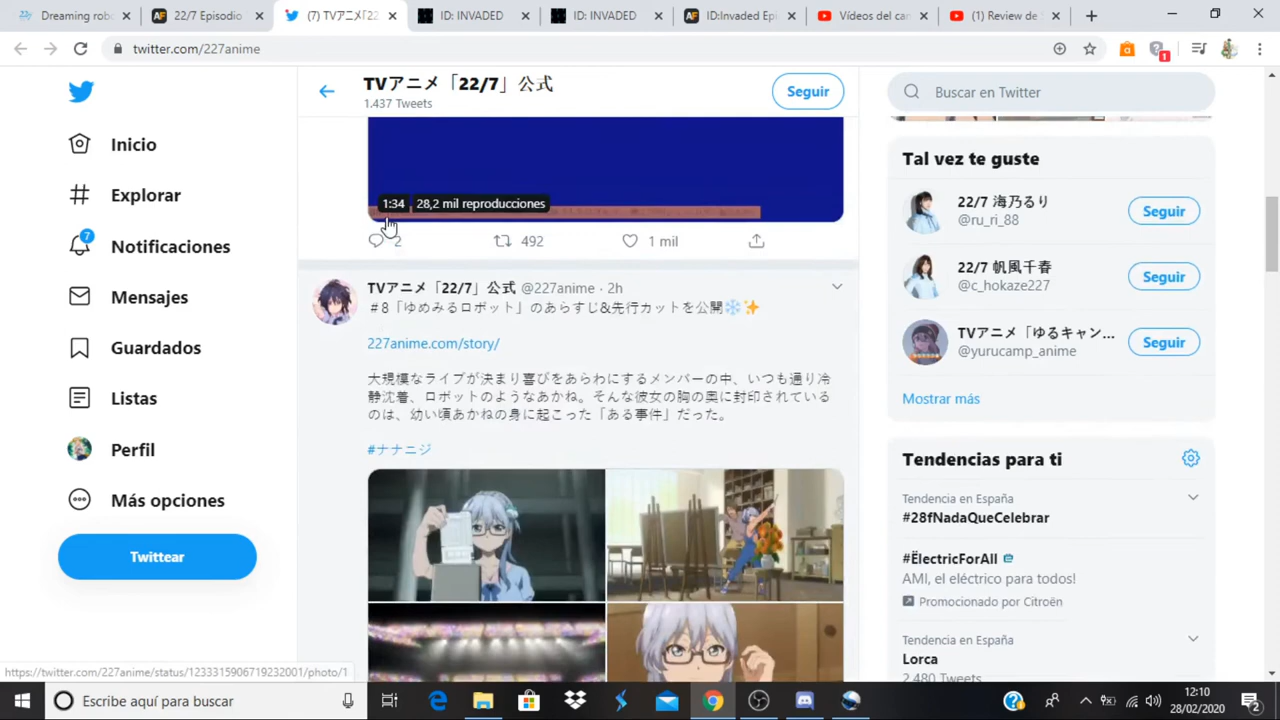 Dreaming robo
22/7 Episodio
(7) TVアニメ「22
ID: INVADED
ID: INVADED
ID:Invaded Epi
Vídeos del can
(1) Review de S
twitter.com/227anime
1
TVアニメ「22/7」公式
1.437 Tweets
Seguir
Buscar en Twitter
Inicio
Explorar
7
Notificaciones
Mensajes
Guardados
Listas
Perfil
Más opciones
Twittear
1:34
28,2 mil reproducciones
2
492
1 mil
TVアニメ「22/7」公式 @227anime · 2h
#8「ゆめみるロボット」のあらすじ&先行カットを公開❄️✨
227anime.com/story/
大規模なライブが決まり喜びをあらわにするメンバーの中、いつも通り冷
静沈着、ロボットのようなあかね。そんな彼女の胸の奥に封印されている
のは、幼い頃あかねの身に起こった「ある事件」だった。
#ナナニジ
Tal vez te guste
22/7 海乃るり
@ru_ri_88
Seguir
22/7 帆風千春
@c_hokaze227
Seguir
TVアニメ「ゆるキャン...
@yurucamp_anime
Seguir
Mostrar más
Tendencias para ti
Tendencia en España
#28fNadaQueCelebrar
#ËlectricForAll
AMI, el eléctrico para todos!
Promocionado por Citroën
Tendencia en España
Lorca
2.480 Tweets
https://twitter.com/227anime/status/1233315906719232001/photo/1
Escribe aquí para buscar
12:10
28/02/2020
2